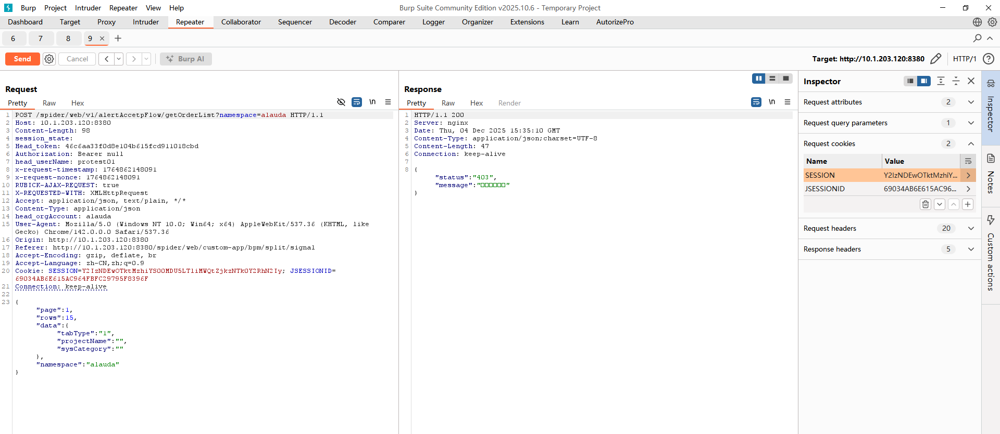 Burp Project Intruder Repeater View Help
Burp Suite Community Edition v2025.10.6 - Temporary Project
Dashboard Target Proxy Intruder Repeater Collaborator Sequencer Decoder Comparer Logger Organizer Extensions Learn AutorizePro
6 7 8 9 × +
Send Cancel < > Burp AI
Target: http://10.1.203.120:8380 HTTP/1
Request
Pretty Raw Hex \n
1 POST /spider/web/v1/alertAccetpFlow/getOrderList?namespace=alauda HTTP/1.1
2 Host: 10.1.203.120:8380
3 Content-Length: 98
4 session_state:
5 Head_token: 46c6aa33f0d8e104b615fcd911018cbd
6 Authorization: Bearer null
7 head_userName: protest01
8 x-request-timestamp: 1764862148091
9 x-request-nonce: 1764862148091
10 RUBICK-AJAX-REQUEST: true
11 X-REQUESTED-WITH: XMLHttpRequest
12 Accept: application/json, text/plain, */*
13 Content-Type: application/json
14 head_orgAccount: alauda
15 User-Agent: Mozilla/5.0 (Windows NT 10.0; Win64; x64) AppleWebKit/537.36 (KHTML, like
Gecko) Chrome/142.0.0.0 Safari/537.36
16 Origin: http://10.1.203.120:8380
17 Referer: http://10.1.203.120:8380/spider/web/custom-app/bpm/split/signal
18 Accept-Encoding: gzip, deflate, br
19 Accept-Language: zh-CN,zh;q=0.9
20 Cookie: SESSION=Y2IzNDEwOTktMzhiYS00MDU5LTliMWQtZjkzNTk0Y2RhN2Iy; JSESSIONID=
69034AB6E615AC964FBFC29795F8396F
21 Connection: keep-alive
22
23 {
"page":1,
"rows":15,
"data":{
"tabType":"1",
"projectName":"",
"sysCategory":""
},
"namespace":"alauda"
}
Response
Pretty Raw Hex Render \n
1 HTTP/1.1 200
2 Server: nginx
3 Date: Thu, 04 Dec 2025 15:35:10 GMT
4 Content-Type: application/json;charset=UTF-8
5 Content-Length: 47
6 Connection: keep-alive
7
8 {
"status":"403",
"message":"□□□□□□"
}
Inspector
Request attributes 2
Request query parameters 1
Request cookies 2
Name Value
SESSION Y2IzNDEwOTktMzhiY...
JSESSIONID 69034AB6E615AC96...
Request headers 20
Response headers 5
Inspector
Notes
Custom actions